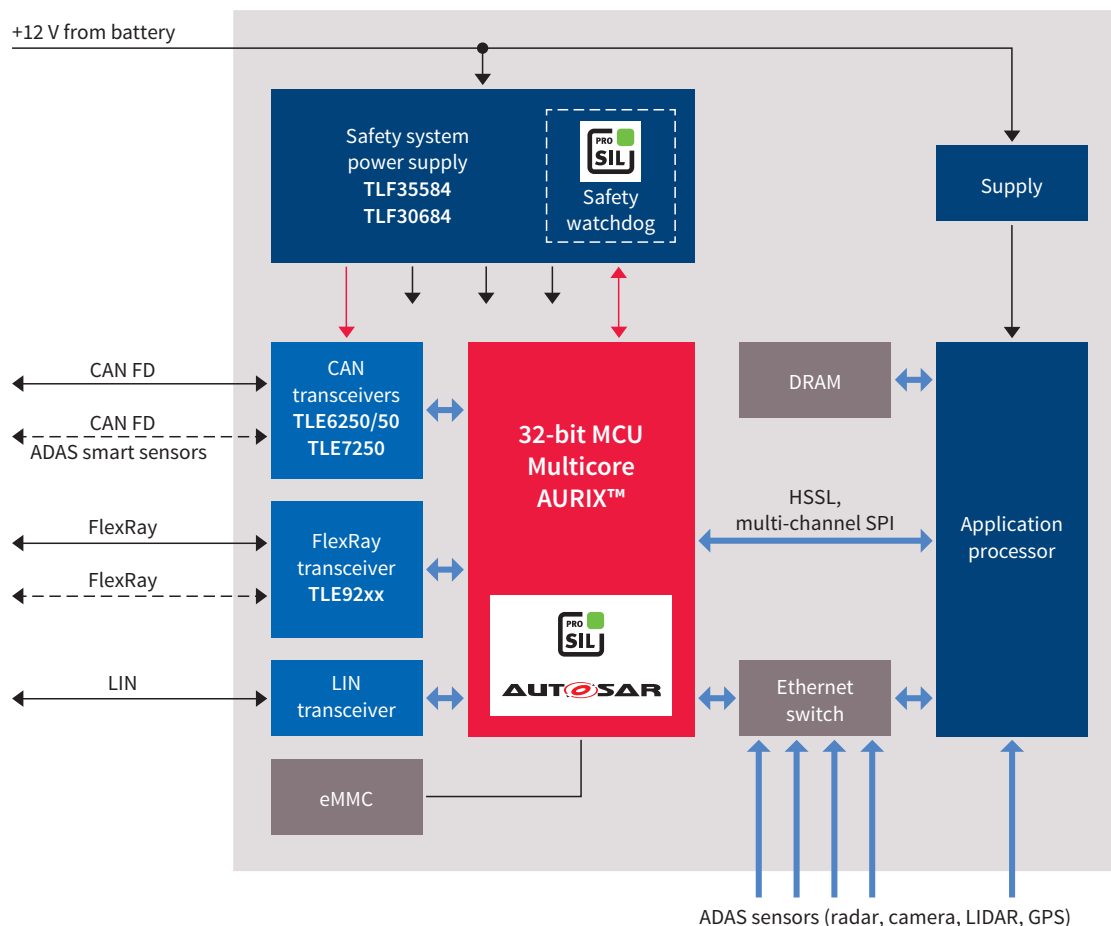 +12 V from battery
Safety system
power supply
TLF35584
TLF30684
PRO
SIL
Safety
watchdog
Supply
CAN FD
CAN FD
ADAS smart sensors
CAN
transceivers
TLE6250/50
TLE7250
32-bit MCU
Multicore
AURIX™
DRAM
HSSL,
multi-channel SPI
Application
processor
FlexRay
FlexRay
FlexRay
transceiver
TLE92xx
PRO
SIL
AUTOSAR
LIN
LIN
transceiver
Ethernet
switch
eMMC
ADAS sensors (radar, camera, LIDAR, GPS)